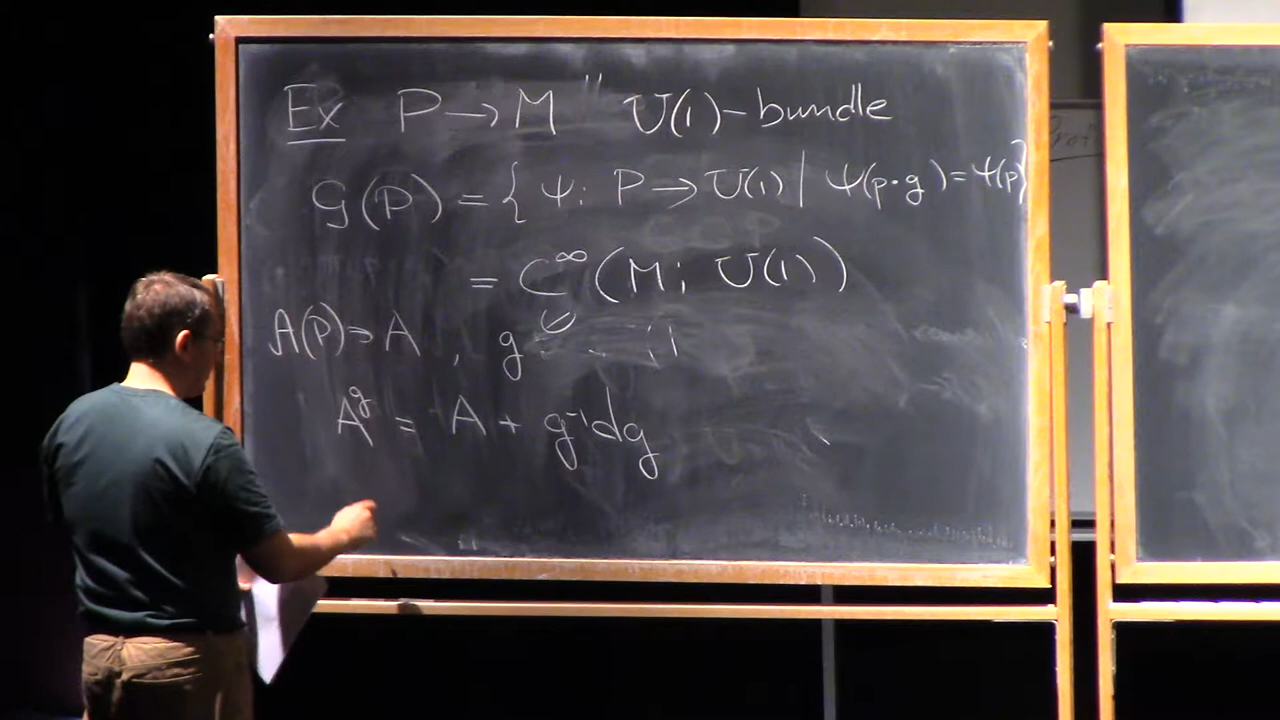 Ex P → M U(1)-bundle
G(P) = { Ψ: P → U(1) | Ψ(p·g) = Ψ(p) }
= C^∞ (M; U(1))
A(P) ∋ A , g
A^g = A + g^{-1}dg